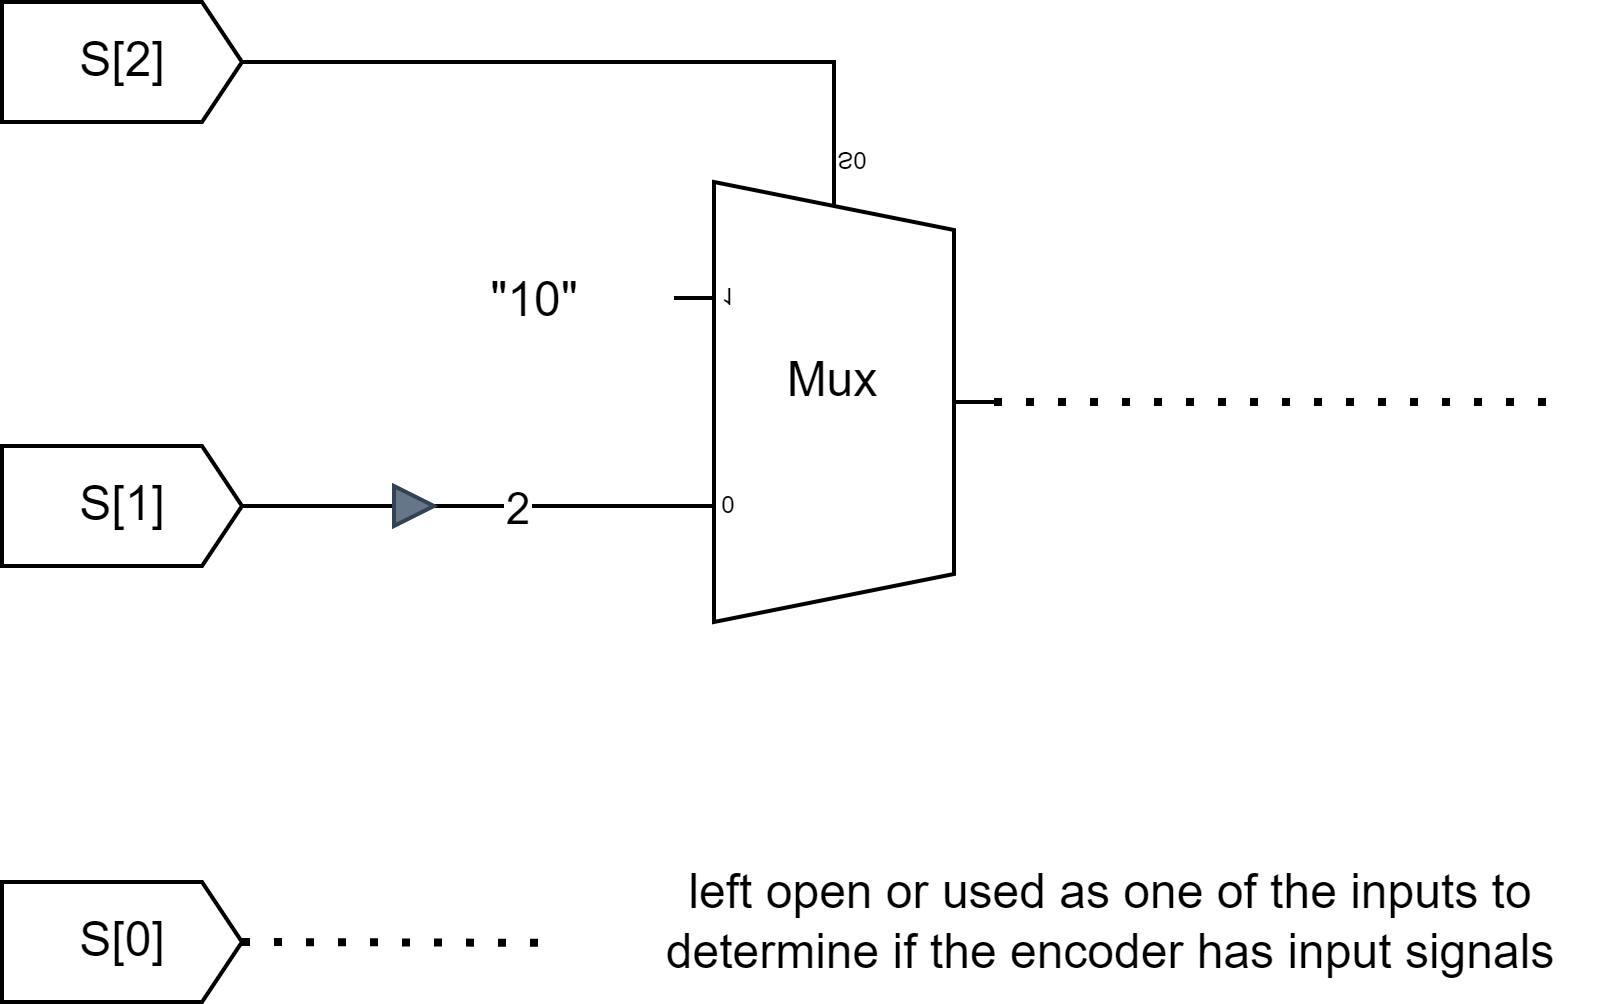 S[2]
S0
"10"
1
Mux
S[1]
2
0
S[0]
left open or used as one of the inputs to
determine if the encoder has input signals